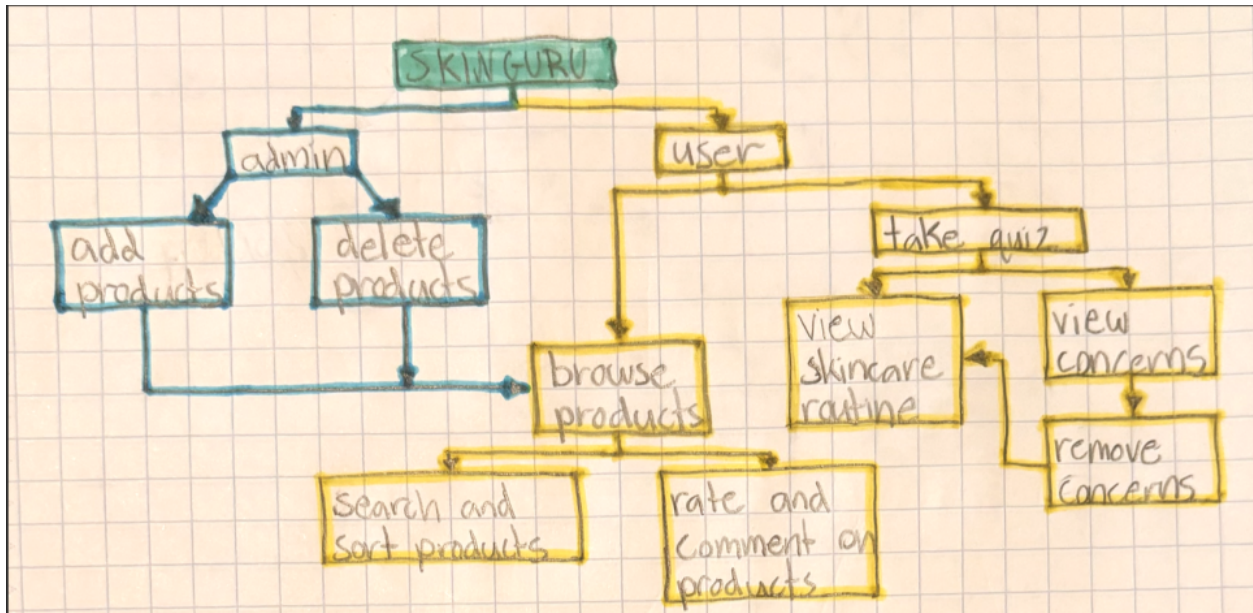 SKINGURU
admin
user
add
products
delete
products
take quiz
view
skincare
routine
view
concerns
browse
products
remove
concerns
search and
sort products
rate and
comment on
products